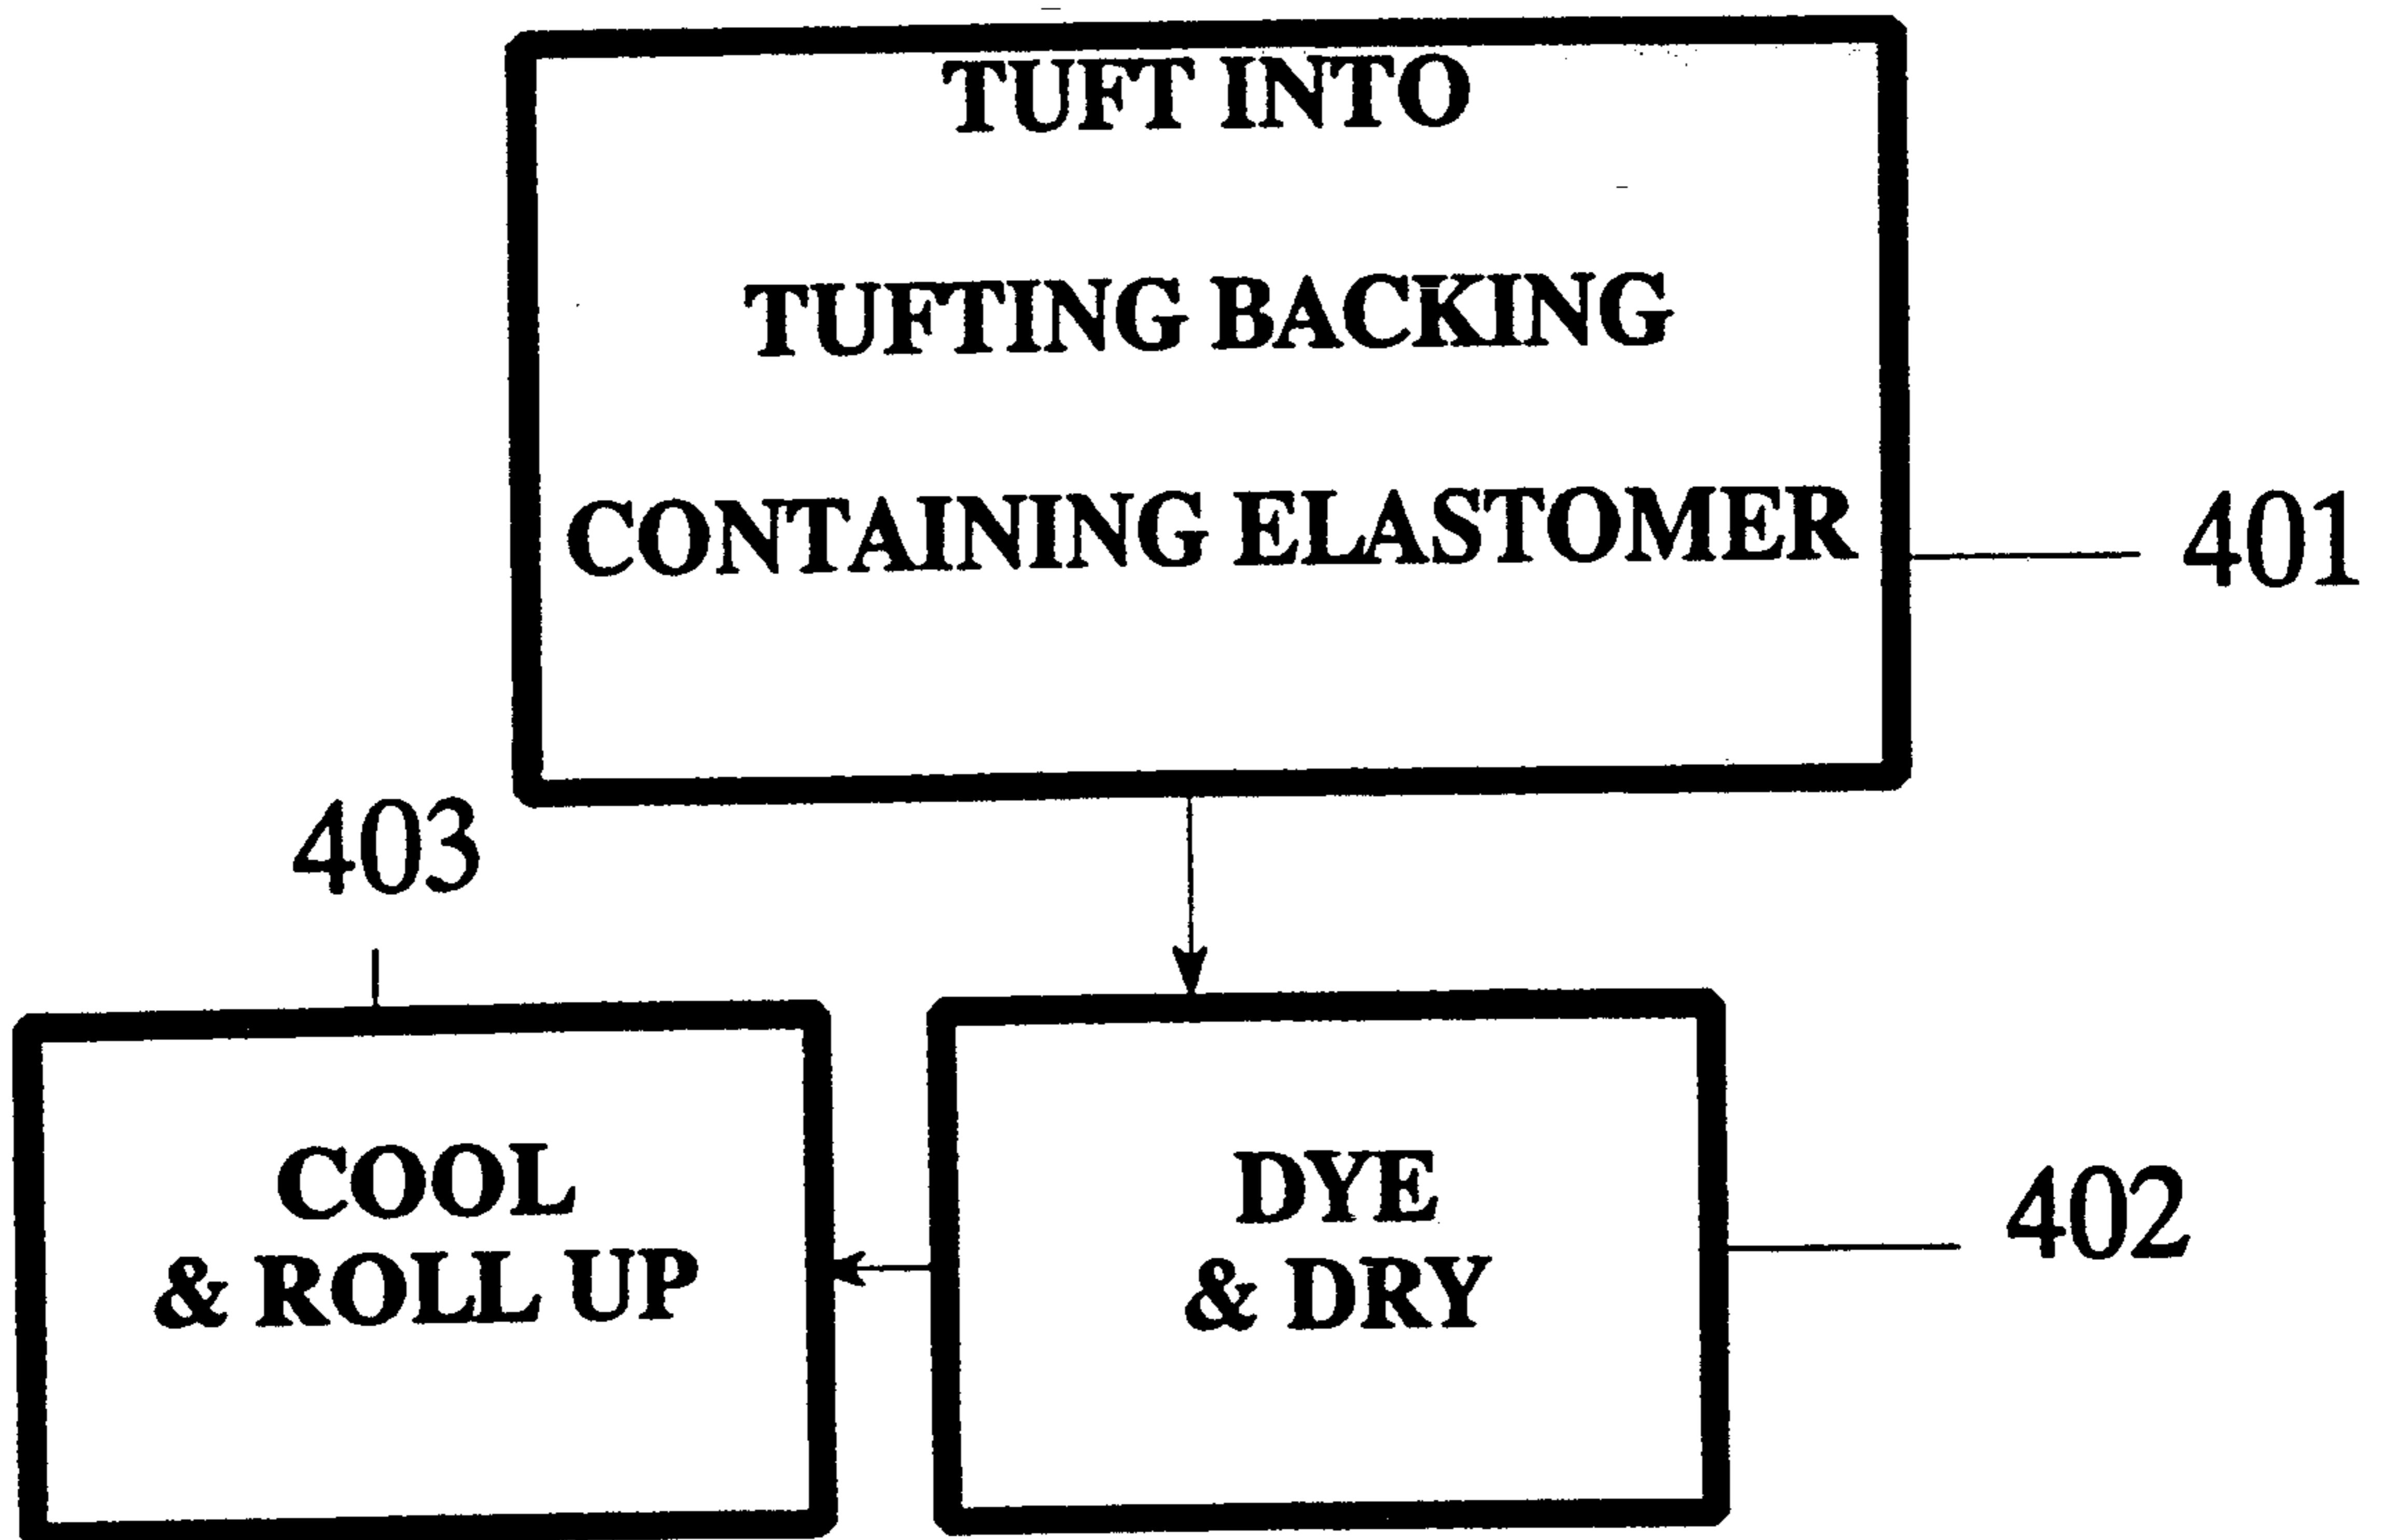 TUFT INTO
TUFTING BACKING
CONTAINING ELASTOMER
401
403
COOL
& ROLL UP
DYE
& DRY
402